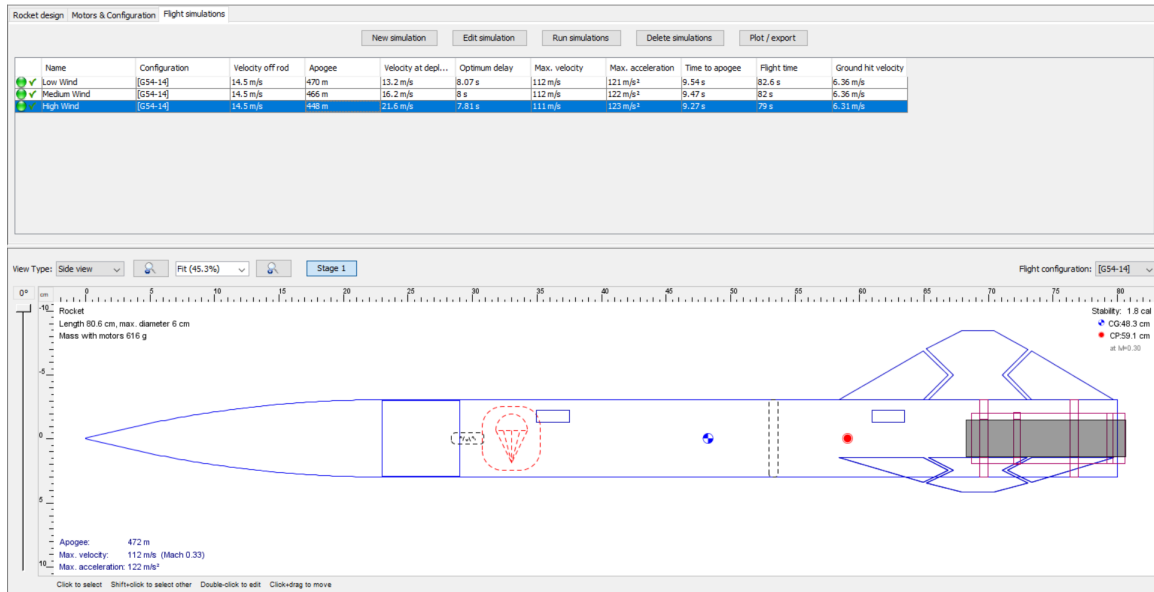 Rocket design Motors & Configuration Flight simulations
New simulation Edit simulation Run simulations Delete simulations Plot / export
Name Configuration Velocity off rod Apogee Velocity at depl... Optimum delay Max. velocity Max. acceleration Time to apogee Flight time Ground hit velocity
Low Wind [G54-14] 14.5 m/s 470 m 13.2 m/s 8.07 s 112 m/s 121 m/s² 9.54 s 82.6 s 6.36 m/s
Medium Wind [G54-14] 14.5 m/s 466 m 16.2 m/s 8 s 112 m/s 122 m/s² 9.47 s 82 s 6.36 m/s
High Wind [G54-14] 14.5 m/s 448 m 21.6 m/s 7.81 s 111 m/s 123 m/s² 9.27 s 79 s 6.31 m/s
View Type: Side view Fit (45.3%) Stage 1 Flight configuration: [G54-14]
0° cm 0 5 10 15 20 25 30 35 40 45 50 55 60 65 70 75 80
-10
Rocket
Length 80.6 cm, max. diameter 6 cm
Mass with motors 616 g
Stability: 1.8 cal
CG:48.3 cm
CP:59.1 cm
at M=0.30
-5
0
5
10
Apogee: 472 m
Max. velocity: 112 m/s (Mach 0.33)
Max. acceleration: 122 m/s²
Click to select Shift+click to select other Double-click to edit Click+drag to move